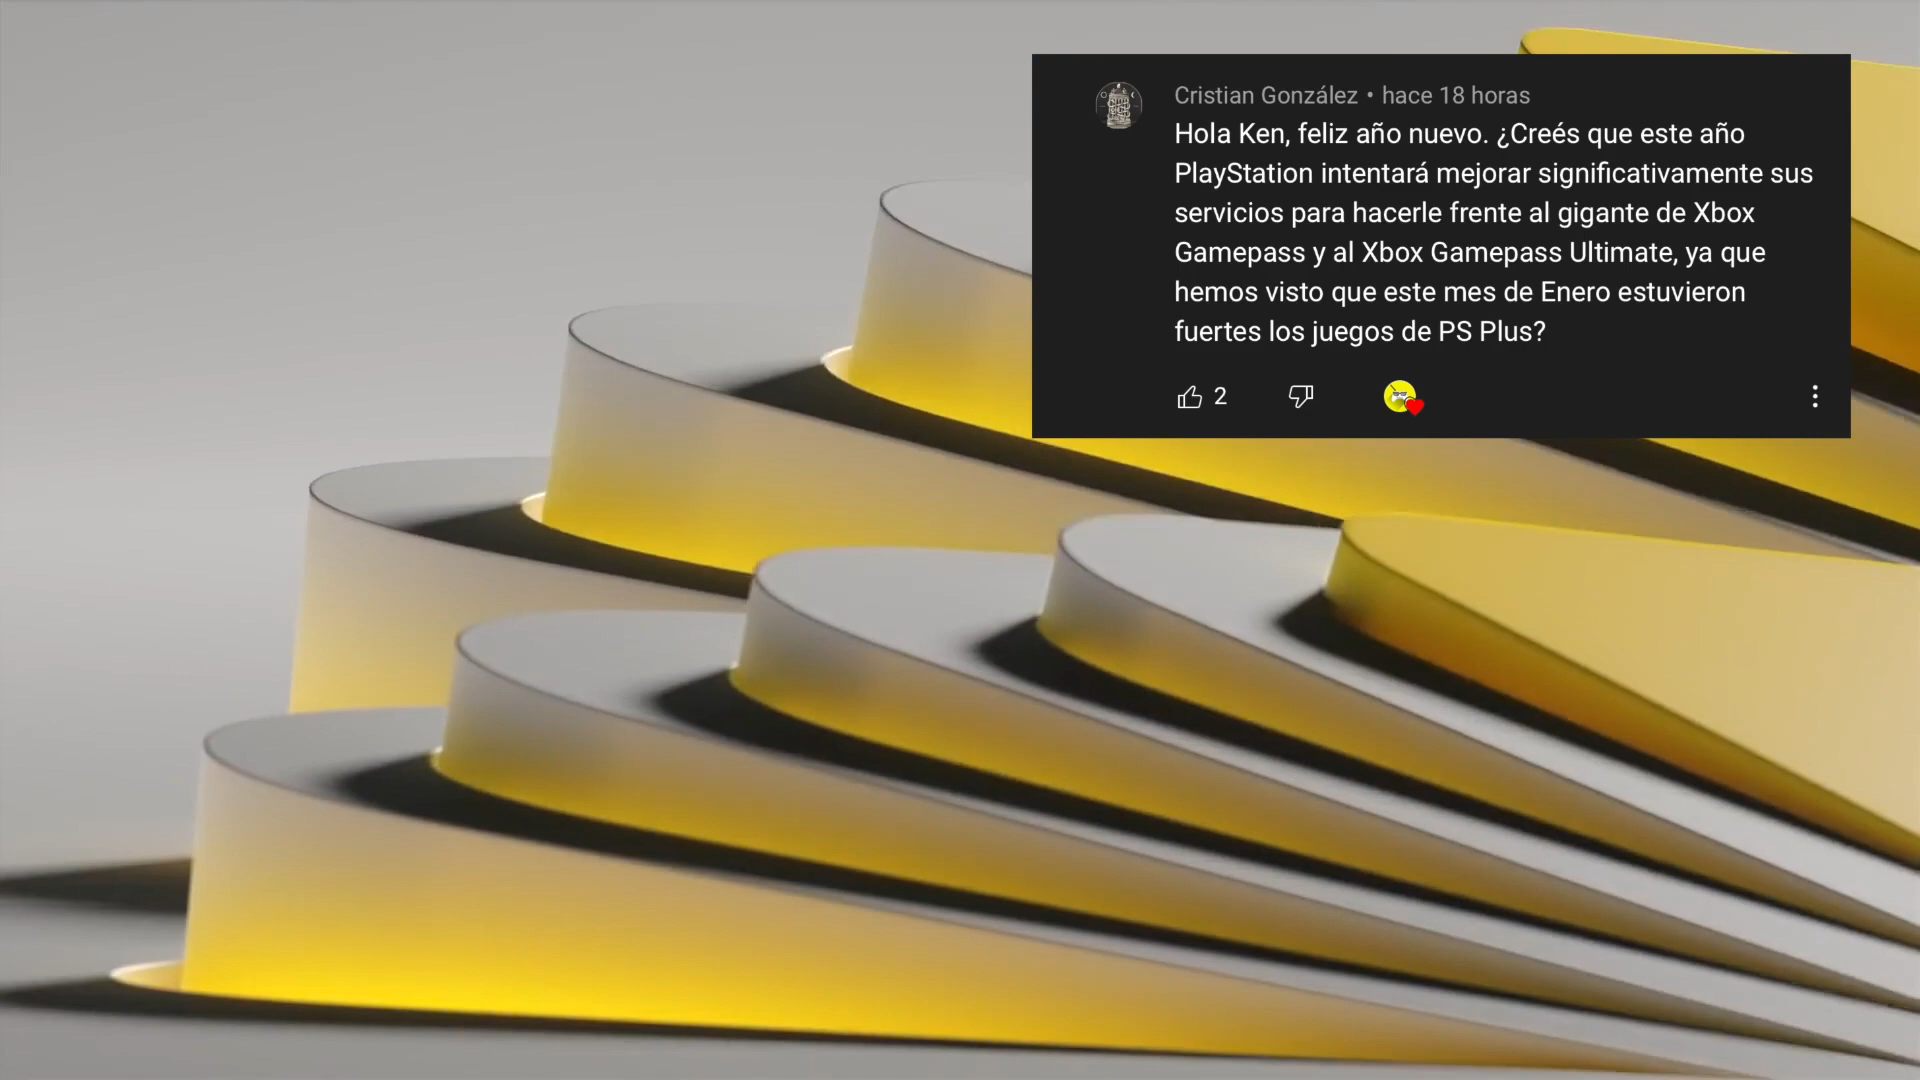 Cristian González • hace 18 horas
Hola Ken, feliz año nuevo. ¿Creés que este año
PlayStation intentará mejorar significativamente sus
servicios para hacerle frente al gigante de Xbox
Gamepass y al Xbox Gamepass Ultimate, ya que
hemos visto que este mes de Enero estuvieron
fuertes los juegos de PS Plus?
2